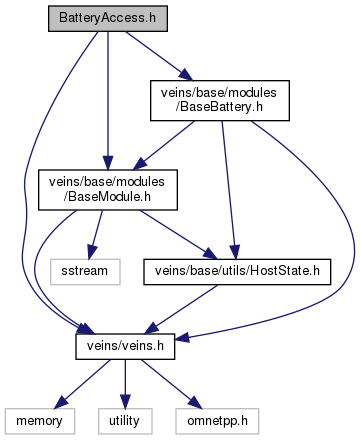 BatteryAccess.h
veins/base/modules
/BaseBattery.h
veins/base/modules
/BaseModule.h
sstream
veins/base/utils/HostState.h
veins/veins.h
memory
utility
omnetpp.h